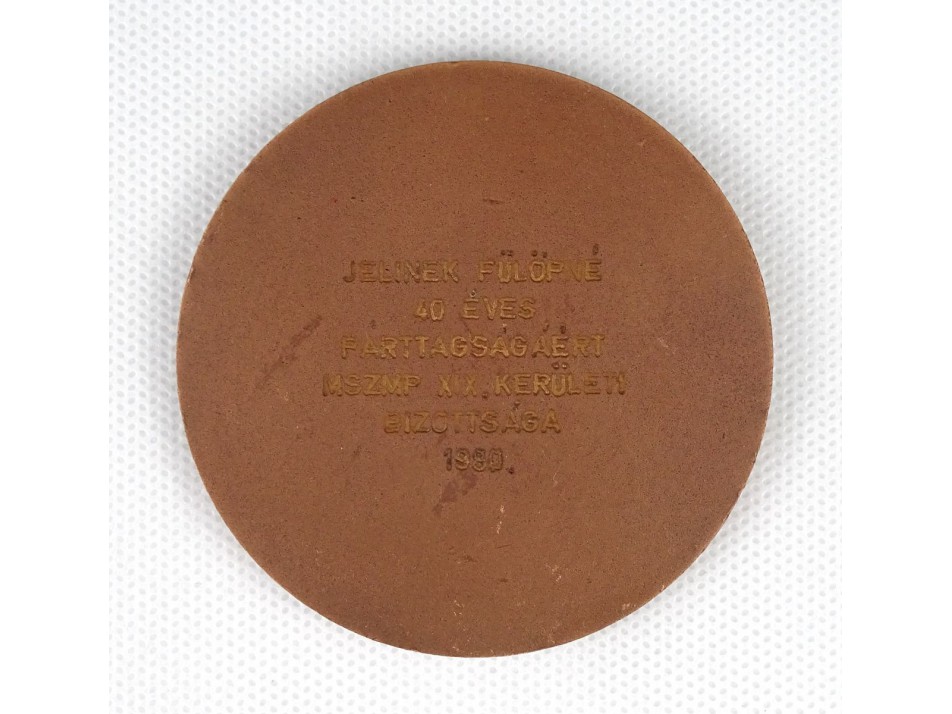 JELINEK FÜLÖPNÉ
40 ÉVES
PÁRTTAGSÁGÁÉRT
MSZMP XIX. KERÜLETI
BIZOTTSÁGA
1980.